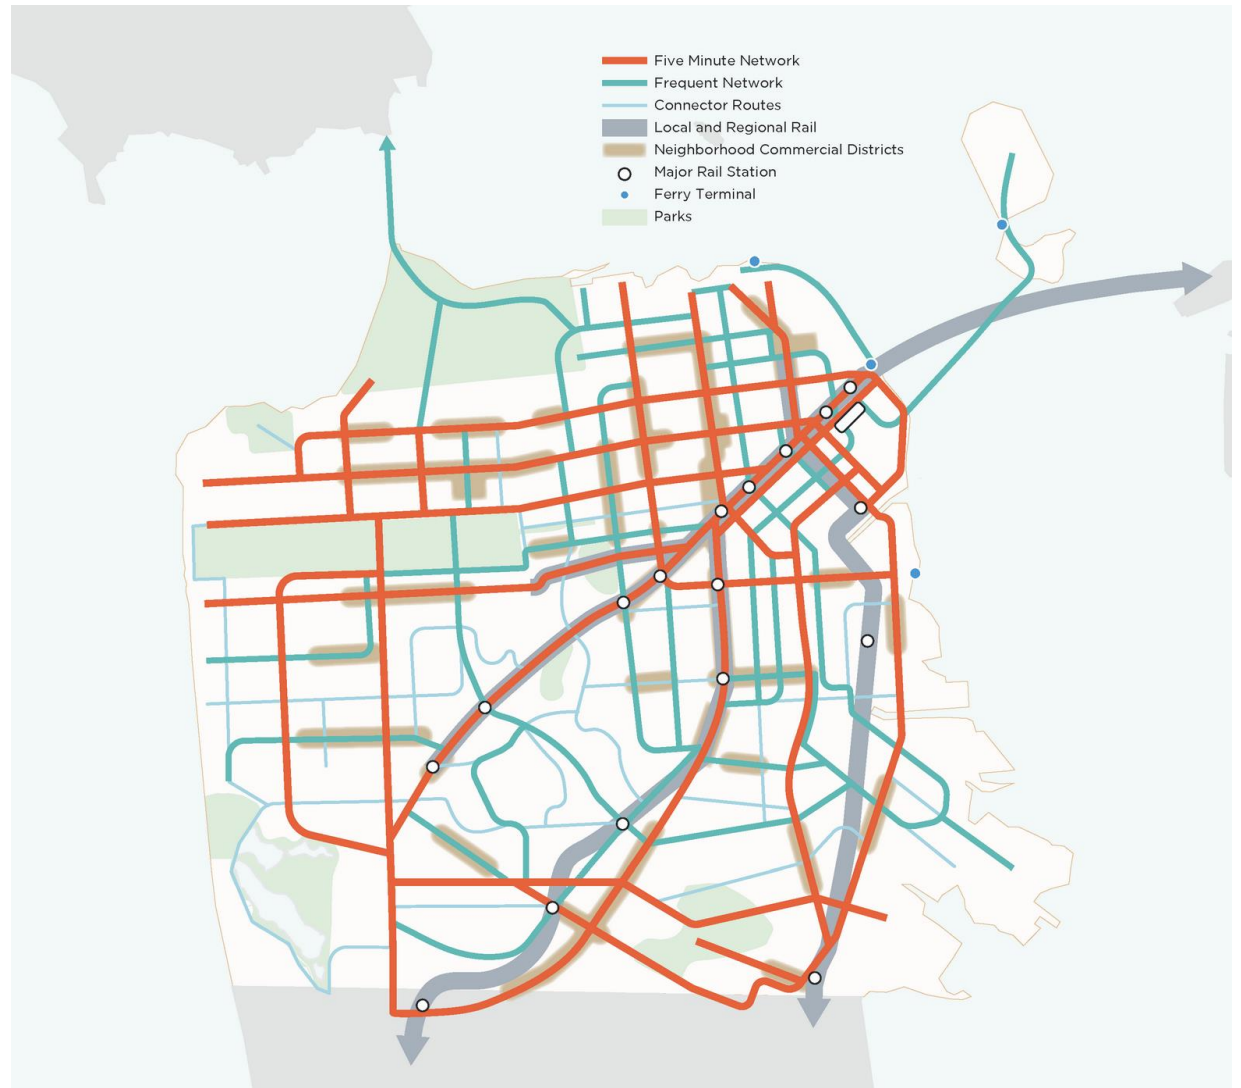 Five Minute Network
Frequent Network
Connector Routes
Local and Regional Rail
Neighborhood Commercial Districts
Major Rail Station
Ferry Terminal
Parks